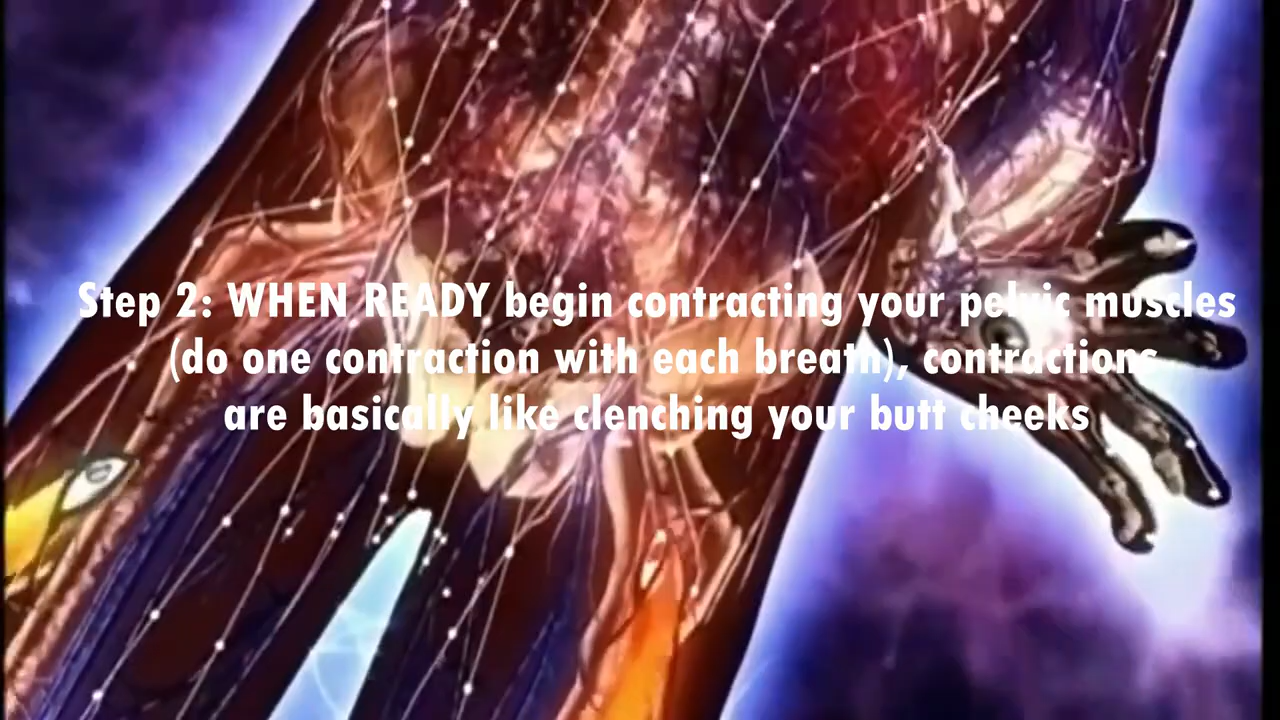 Step 2: WHEN READY begin contracting your pelvic muscles
(do one contraction with each breath), contractions
are basically like clenching your butt cheeks